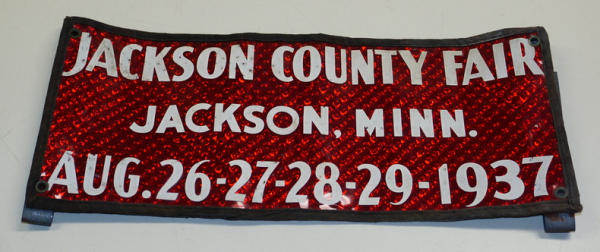 JACKSON COUNTY FAIR
JACKSON, MINN.
AUG. 26-27-28-29-1937